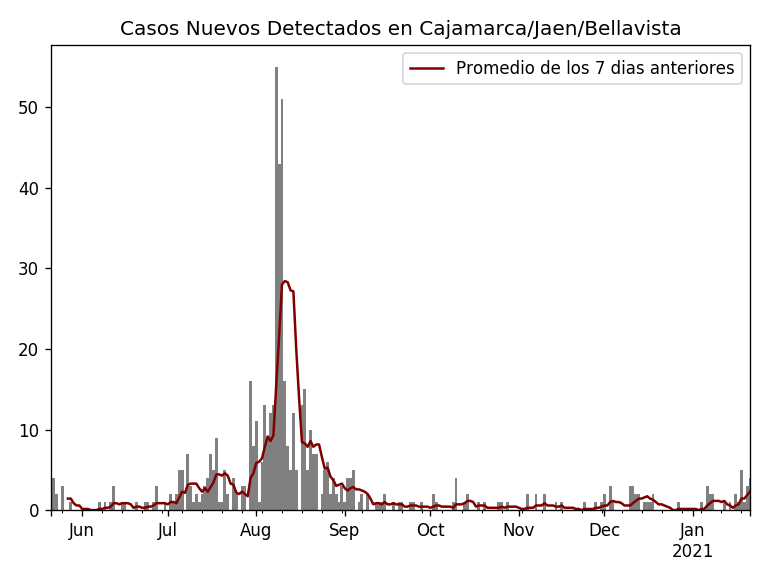 Casos Nuevos Detectados en Cajamarca/Jaen/Bellavista
Promedio de los 7 dias anteriores
50
40
30
20
10
0
Jun Jul Aug Sep Oct Nov Dec Jan
2021